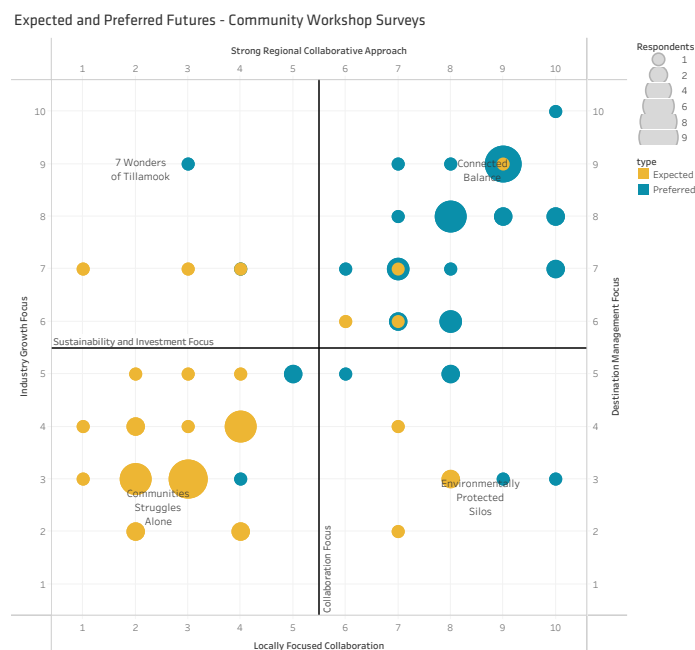 Expected and Preferred Futures - Community Workshop Surveys
Strong Regional Collaborative Approach
1 2 3 4 5 6 7 8 9 10
Respondents
1
2
4
6
8
9
type
Expected
Preferred
10 10
9 9
7 Wonders
of Tillamook
Connected
Balance
8 8
7 7
6 6
Industry Growth Focus
Destination Management Focus
Sustainability and Investment Focus
5 5
4 4
3 3
Communities
Struggles
Alone
Environmentally
Protected
Silos
2 2
Collaboration Focus
1 1
1 2 3 4 5 6 7 8 9 10
Locally Focused Collaboration